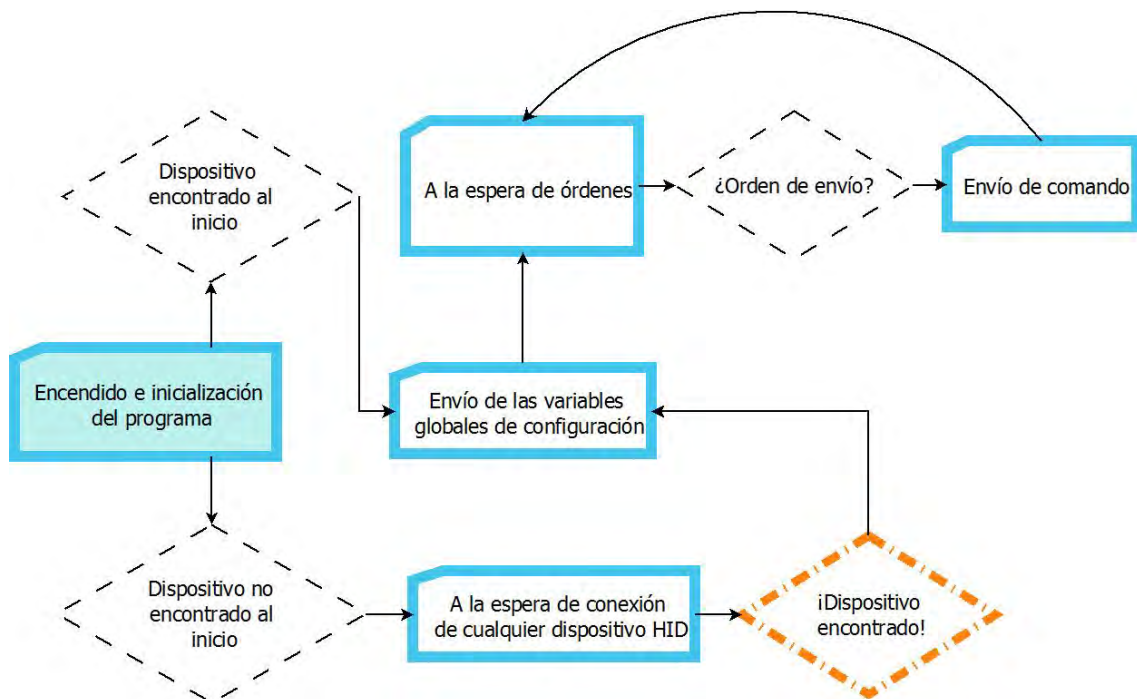 Dispositivo
encontrado al
inicio
A la espera de órdenes
¿Orden de envío?
Envío de comando
Encendido e inicialización
del programa
Envío de las variables
globales de configuración
Dispositivo no
encontrado al
inicio
A la espera de conexión
de cualquier dispositivo HID
¡Dispositivo
encontrado!